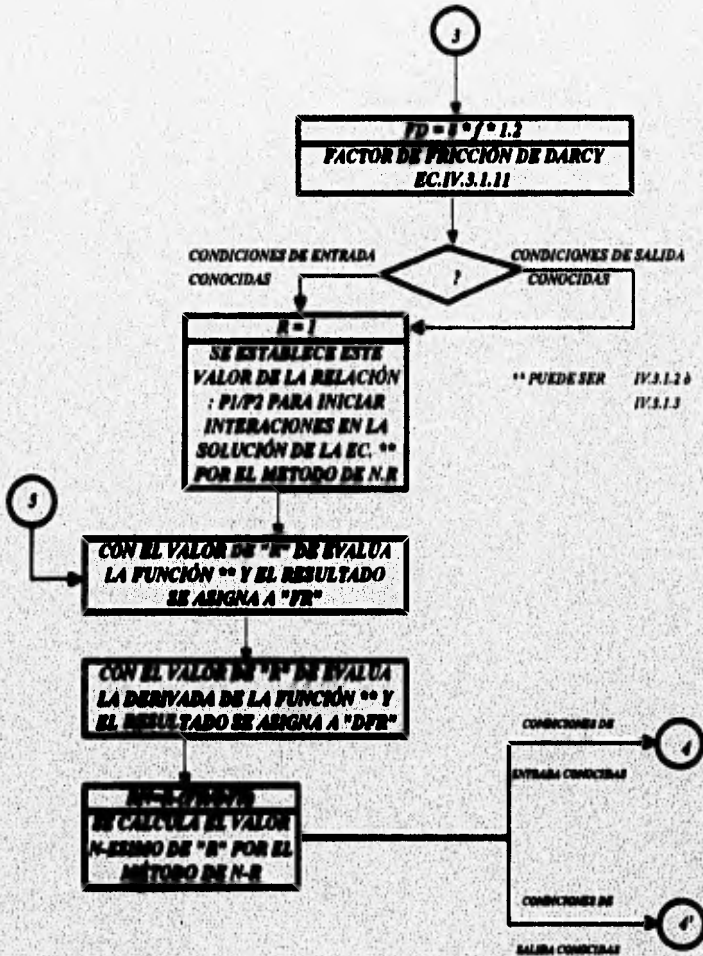 3
FD = 8 * f * 1.2
FACTOR DE FRICCIÓN DE DARCY
EC.IV.3.1.11
CONDICIONES DE ENTRADA
CONOCIDAS
?
CONDICIONES DE SALIDA
CONOCIDAS
R = 1
SE ESTABLECE ESTE
VALOR DE LA RELACIÓN
: P1/P2 PARA INICIAR
INTERACIONES EN LA
SOLUCIÓN DE LA EC. **
POR EL METODO DE N.R
** PUEDE SER IV.3.1.2 ó
IV.3.1.3
5
CON EL VALOR DE "R" DE EVALUA
LA FUNCIÓN ** Y EL RESULTADO
SE ASIGNA A "FR"
CON EL VALOR DE "R" DE EVALUA
LA DERIVADA DE LA FUNCIÓN ** Y
EL RESULTADO SE ASIGNA A "DFR"
SE CALCULA EL VALOR
N-ESIMO DE "R" POR EL
MÉTODO DE N-R
CONDICIONES DE
ENTRADA CONOCIDAS
4
CONDICIONES DE
SALIDA CONOCIDAS
4'